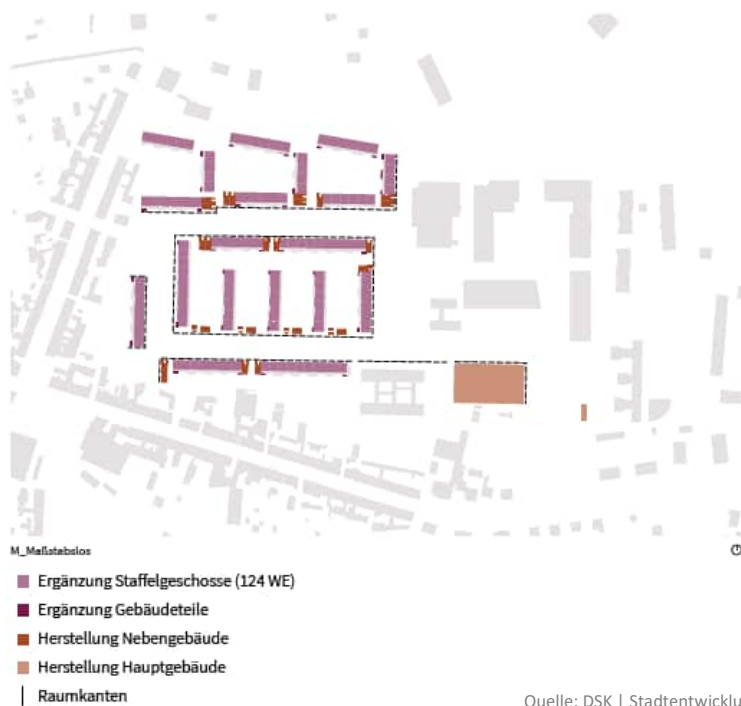 M_Maßstabslos
Ergänzung Staffelgeschosse (124 WE)
Ergänzung Gebäudeteile
Herstellung Nebengebäude
Herstellung Hauptgebäude
Raumkanten
Quelle: DSK | Stadtentwicklu